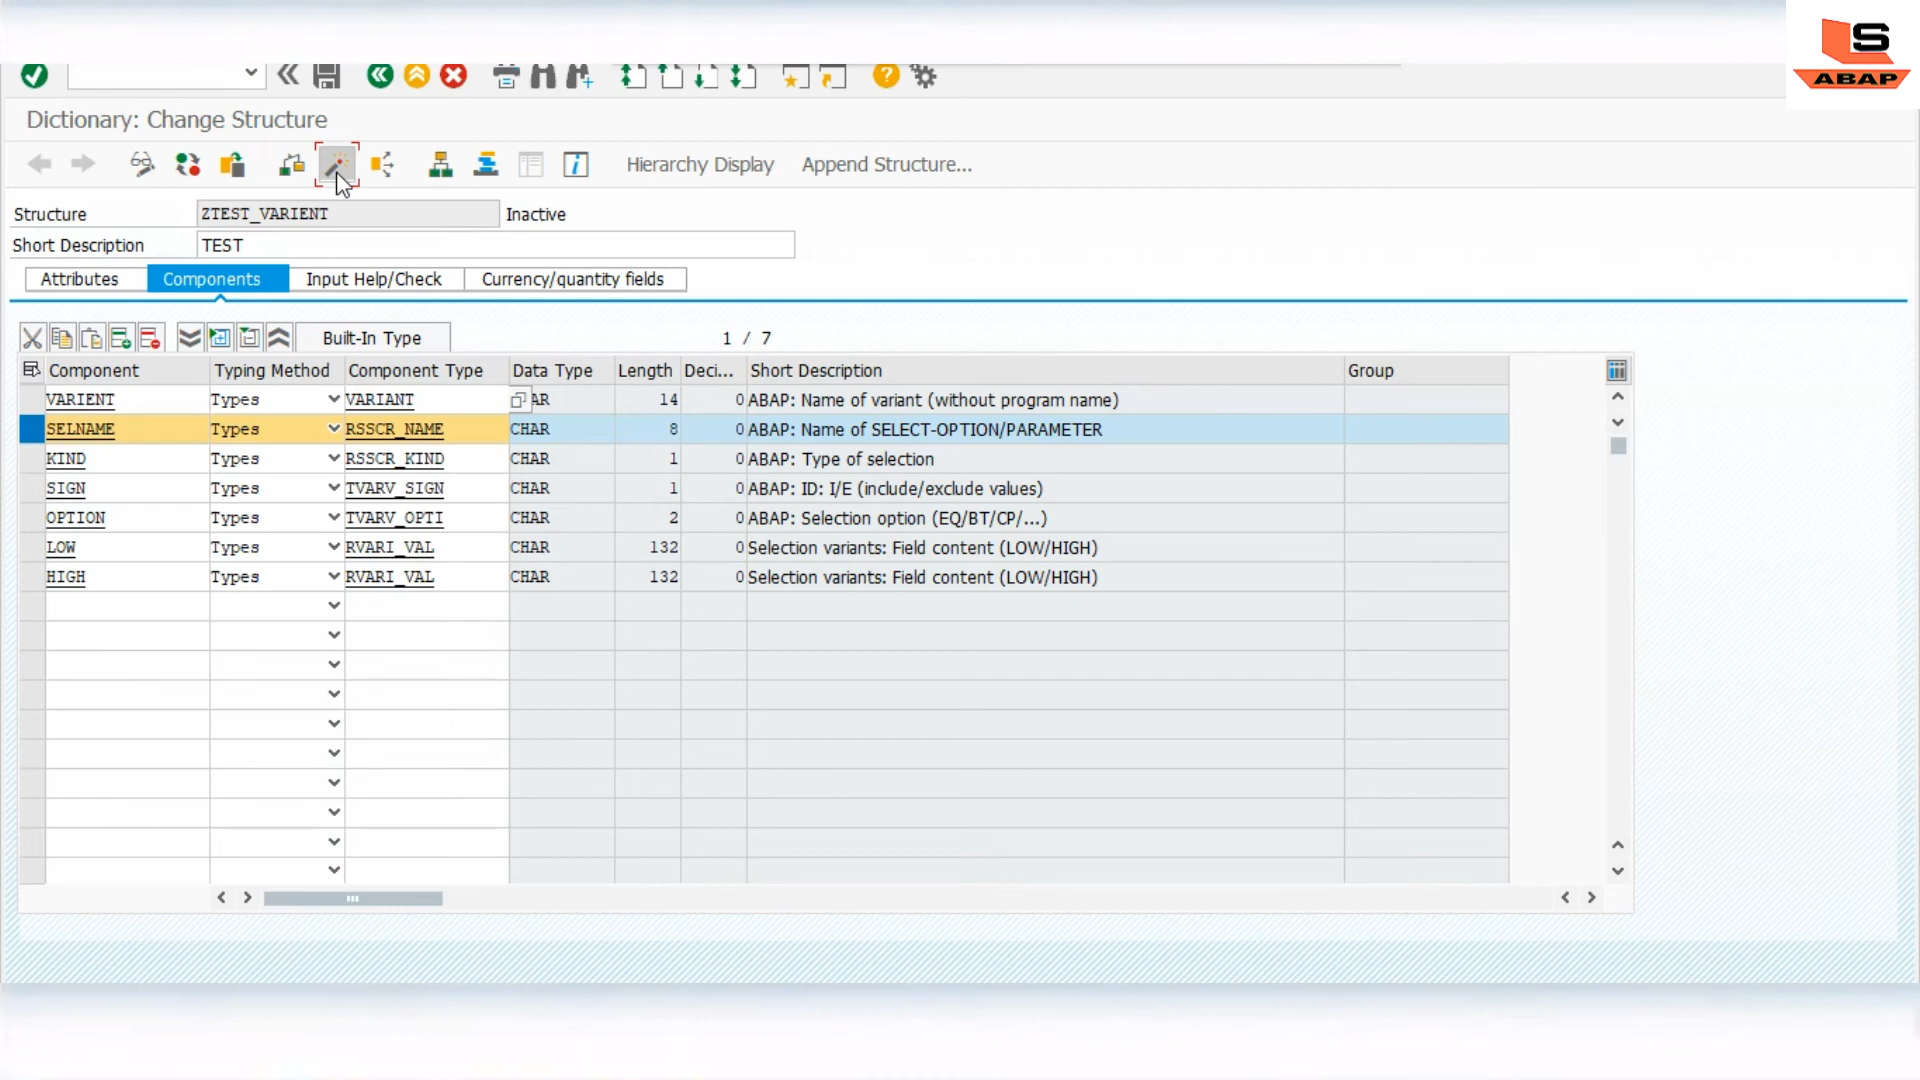 S
ABAP
Dictionary: Change Structure
Hierarchy Display Append Structure...
Structure ZTEST_VARIENT Inactive
Short Description TEST
Attributes Components Input Help/Check Currency/quantity fields
Built-In Type 1 / 7
Component Typing Method Component Type Data Type Length Deci... Short Description Group
VARIENT Types VARIANT AR 14 0 ABAP: Name of variant (without program name)
SELNAME Types RSSCR_NAME CHAR 8 0 ABAP: Name of SELECT-OPTION/PARAMETER
KIND Types RSSCR_KIND CHAR 1 0 ABAP: Type of selection
SIGN Types TVARV_SIGN CHAR 1 0 ABAP: ID: I/E (include/exclude values)
OPTION Types TVARV_OPTI CHAR 2 0 ABAP: Selection option (EQ/BT/CP/...)
LOW Types RVARI_VAL CHAR 132 0 Selection variants: Field content (LOW/HIGH)
HIGH Types RVARI_VAL CHAR 132 0 Selection variants: Field content (LOW/HIGH)